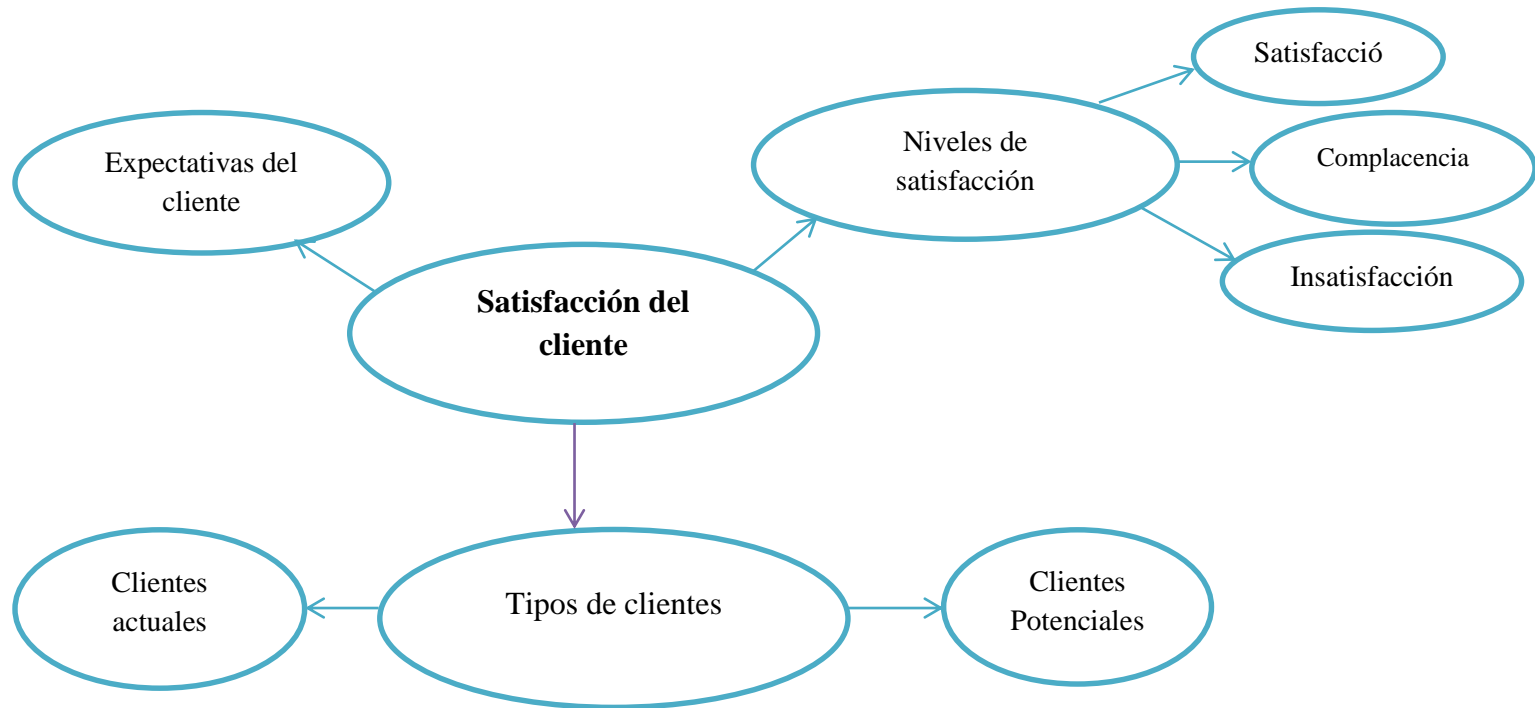 Satisfacció
Expectativas del
cliente
Niveles de
satisfacción
Complacencia
Insatisfacción
Satisfacción del
cliente
Clientes
actuales
Tipos de clientes
Clientes
Potenciales